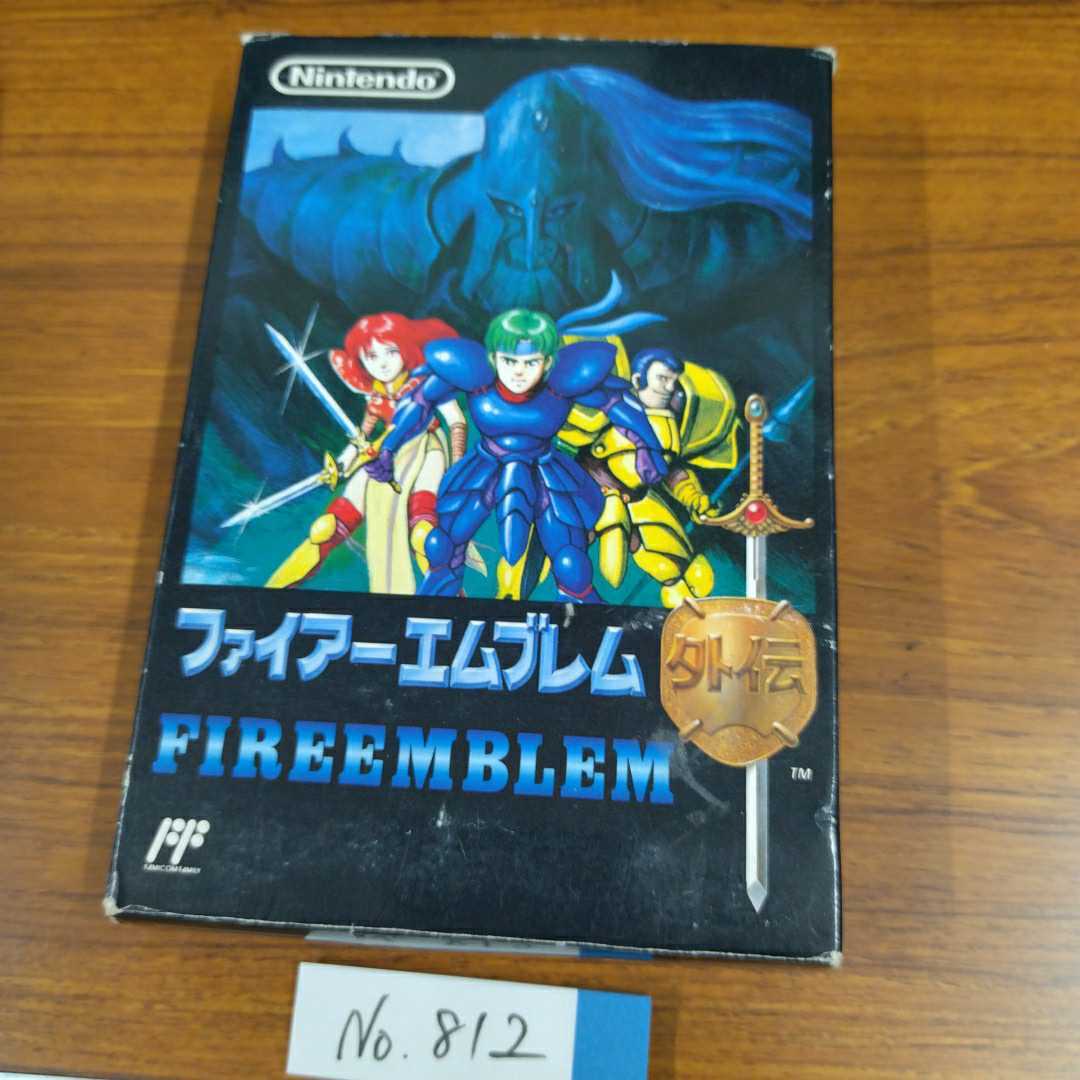 Nintendo
ファイアーエムブレム 外伝
FIREEMBLEM
TM
FF
FAMICOM FAMILY
No. 812